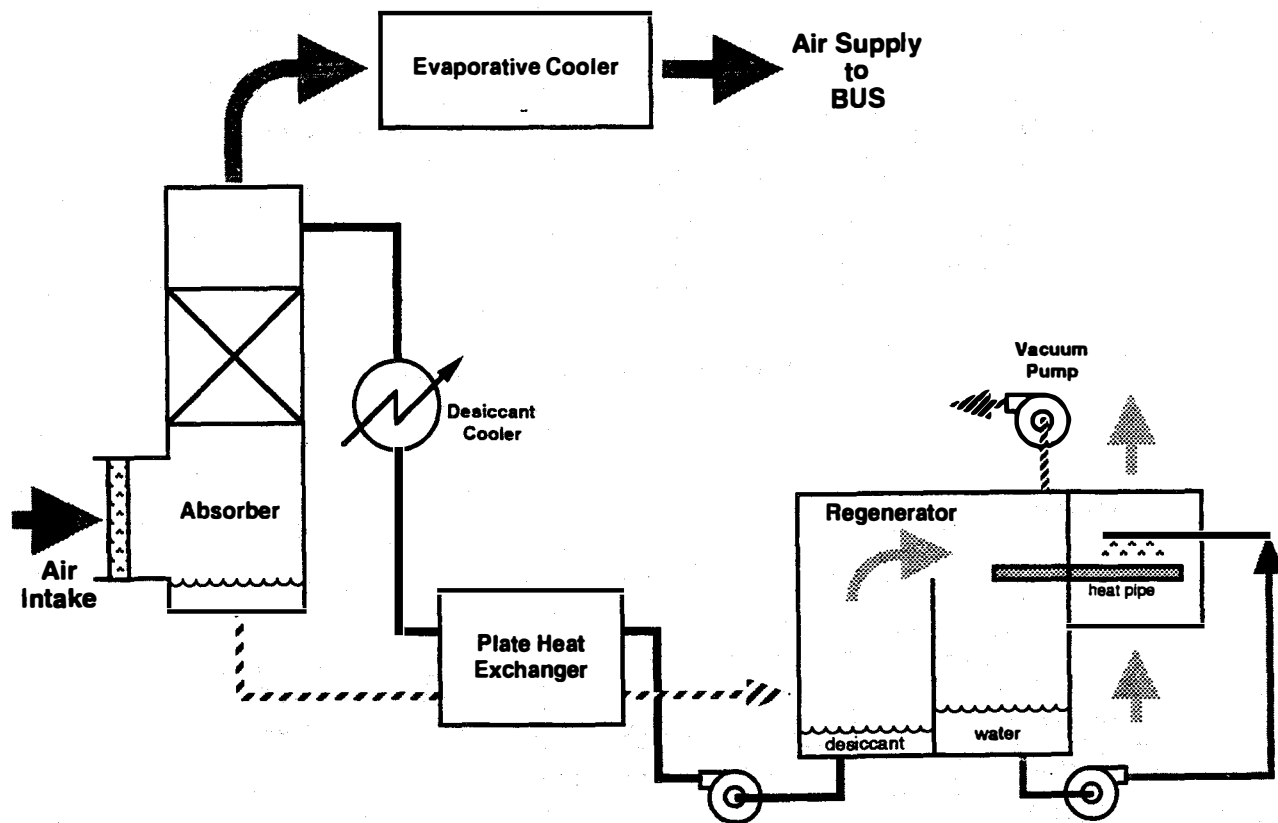 Evaporative Cooler
Air Supply
to
BUS
Vacuum
Pump
Desiccant
Cooler
Absorber
Air
Intake
Regenerator
heat pipe
Plate Heat
Exchanger
desiccant
water